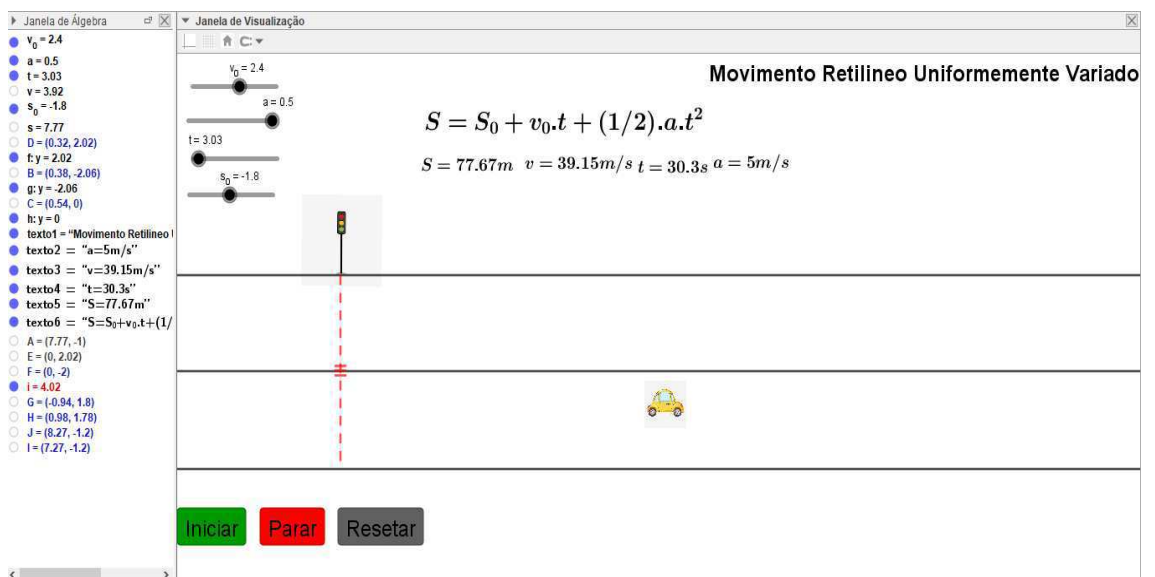 Janela de Álgebra
v0 = 2.4
a = 0.5
t = 3.03
v = 3.92
s0 = -1.8
s = 7.77
D = (0.32, 2.02)
f: y = 2.02
B = (0.38, -2.06)
g: y = -2.06
C = (0.54, 0)
h: y = 0
texto1 = “Movimento Retilineo
texto2 = “a=5m/s”
texto3 = “v=39.15m/s”
texto4 = “t=30.3s”
texto5 = “S=77.67m”
texto6 = “S=S₀+v₀.t+(1/
A = (7.77, -1)
E = (0, 2.02)
F = (0, -2)
i = 4.02
G = (-0.94, 1.8)
H = (0.98, 1.78)
J = (8.27, -1.2)
I = (7.27, -1.2)
Janela de Visualização
v0 = 2.4
a = 0.5
t = 3.03
s0 = -1.8
Movimento Retilineo Uniformemente Variado
S = S₀ + v₀.t + (1/2).a.t²
S = 77.67m v = 39.15m/s t = 30.3s a = 5m/s
Iniciar Parar Resetar